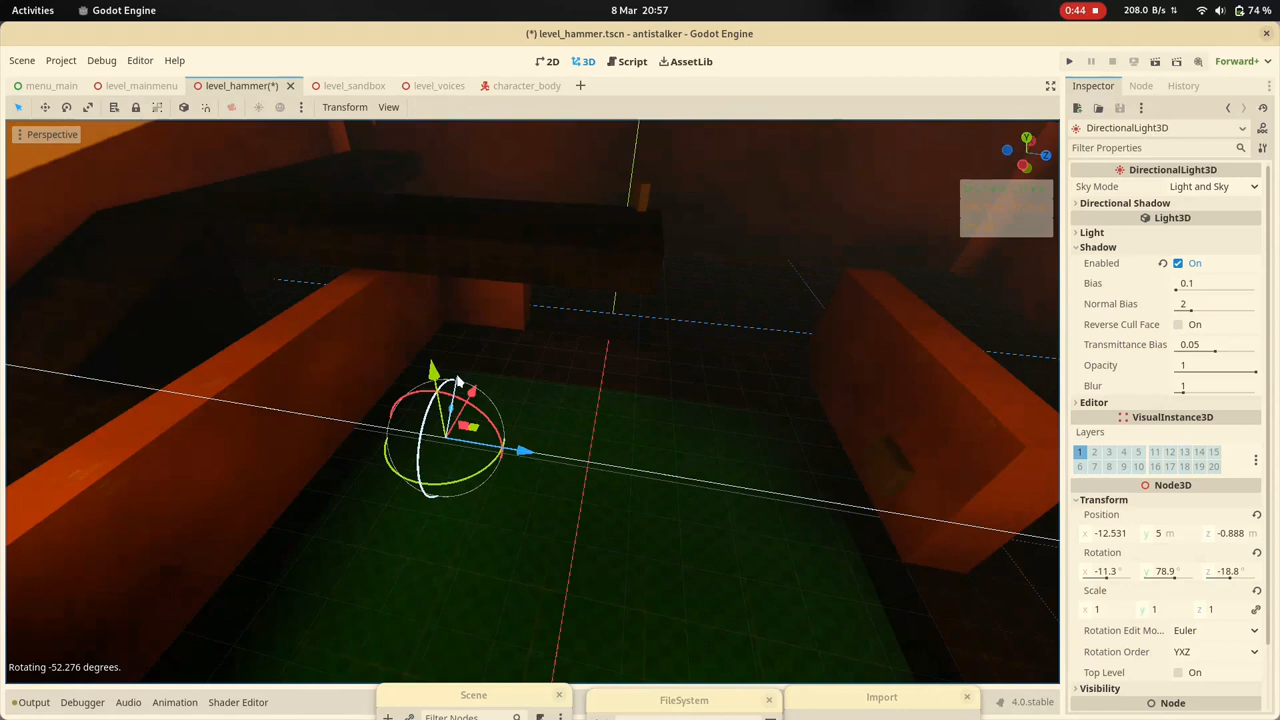 Activities
Godot Engine
8 Mar 20:57
0:44
208.0 B/s
74 %
(*) level_hammer.tscn - antistalker - Godot Engine
Scene Project Debug Editor Help
2D 3D Script AssetLib
Forward+
menu_main level_mainmenu level_hammer(*) level_sandbox level_voices character_body
Inspector Node History
Transform View
Perspective
Y
Z
DirectionalLight3D
Filter Properties
DirectionalLight3D
Sky Mode Light and Sky
Directional Shadow
Light3D
Light
Shadow
Enabled On
Bias 0.1
Normal Bias 2
Reverse Cull Face On
Transmittance Bias 0.05
Opacity 1
Blur 1
Editor
VisualInstance3D
Layers
1 2 3 4 5 11 12 13 14 15
6 7 8 9 10 16 17 18 19 20
Node3D
Transform
Position
x -12.531 y 5 m z -0.888 m
Rotation
x -11.3 ° y 78.9 ° z -18.8 °
Scale
x 1 y 1 z 1
Rotation Edit Mo... Euler
Rotation Order YXZ
Top Level On
Visibility
Node
Rotating -52.276 degrees.
Output Debugger Audio Animation Shader Editor
Scene
Filter Nodes
FileSystem
Import
4.0.stable